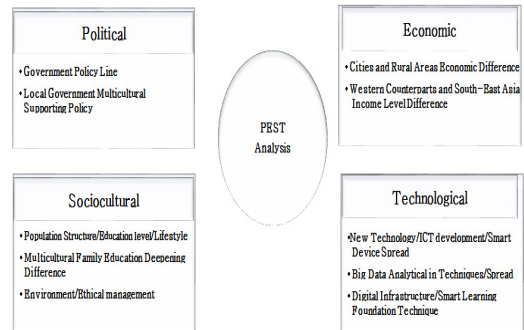 Political
• Government Policy Line
• Local Government Multicultural
Supporting Policy
Economic
• Cities and Rural Areas Economic Difference
• Western Counterparts and South-East Asia
Income Level Difference
PEST
Analysis
Sociocultural
• Population Structure/Education level/Lifestyle
• Multicultural Family Education Deepening
Difference
• Environment/Ethical management
Technological
•New Technology/ICT development/Smart
Device Spread
• Big Data Analytical in Techniques/Spread
• Digital Infrastructure/Smart Learning
Foundation Technique